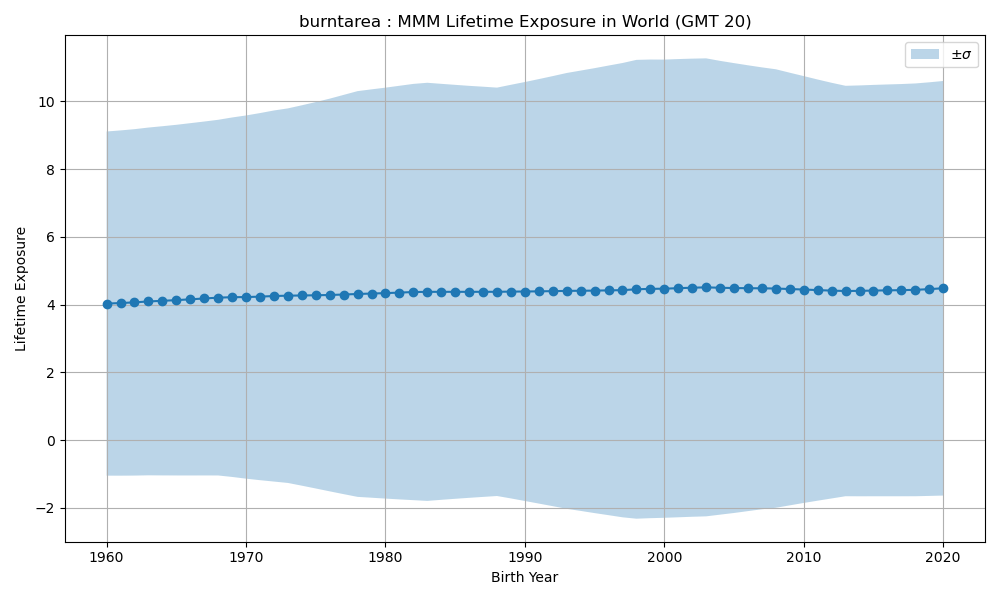 burntarea : MMM Lifetime Exposure in World (GMT 20)
±σ
10
8
6
4
2
0
−2
Lifetime Exposure
1960 1970 1980 1990 2000 2010 2020
Birth Year